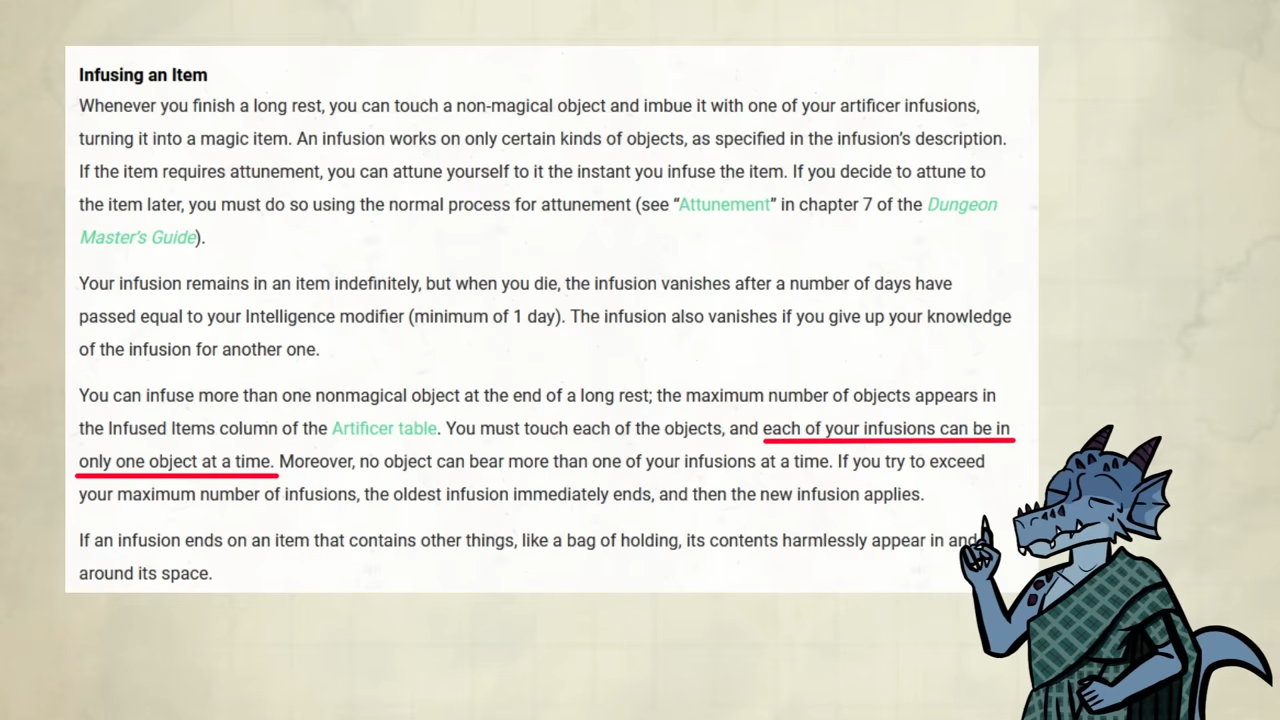 Infusing an Item
Whenever you finish a long rest, you can touch a non-magical object and imbue it with one of your artificer infusions,
turning it into a magic item. An infusion works on only certain kinds of objects, as specified in the infusion's description.
If the item requires attunement, you can attune yourself to it the instant you infuse the item. If you decide to attune to
the item later, you must do so using the normal process for attunement (see “Attunement” in chapter 7 of the Dungeon
Master's Guide).
Your infusion remains in an item indefinitely, but when you die, the infusion vanishes after a number of days have
passed equal to your Intelligence modifier (minimum of 1 day). The infusion also vanishes if you give up your knowledge
of the infusion for another one.
You can infuse more than one nonmagical object at the end of a long rest; the maximum number of objects appears in
the Infused Items column of the Artificer table. You must touch each of the objects, and each of your infusions can be in
only one object at a time. Moreover, no object can bear more than one of your infusions at a time. If you try to exceed
your maximum number of infusions, the oldest infusion immediately ends, and then the new infusion applies.
If an infusion ends on an item that contains other things, like a bag of holding, its contents harmlessly appear in and
around its space.